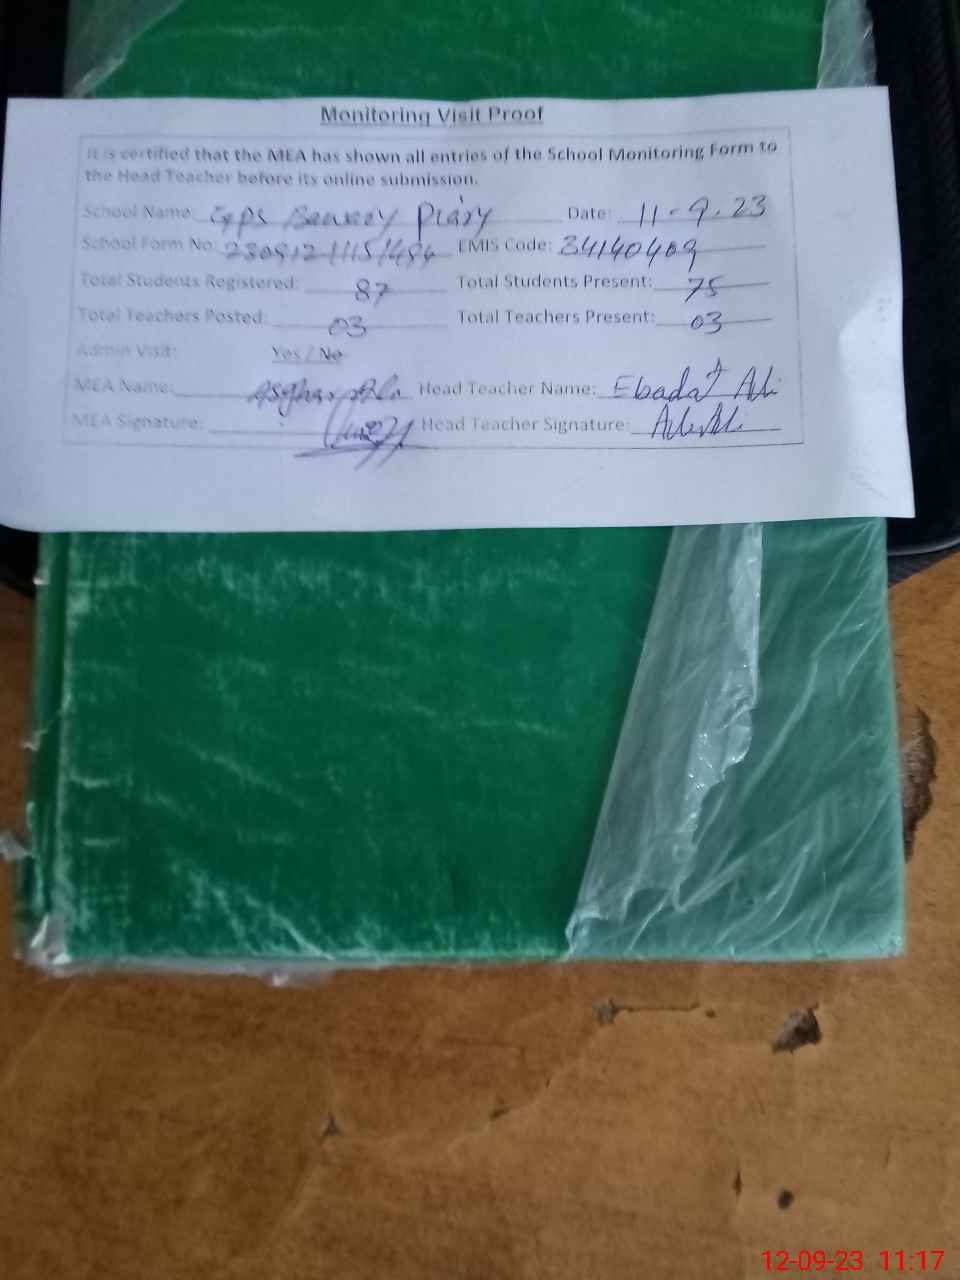 Monitoring Visit Proof
It is certified that the MEA has shown all entries of the School Monitoring Form to
the Head Teacher before its online submission.
School Name: Piary Date: 11-9.23
School Form No: EMIS Code: 34140409
Total Students Registered: 87 Total Students Present: 75
Total Teachers Posted: 03 Total Teachers Present: 03
Admin Visit: Yes / No
MEA Name: Asghar Head Teacher Name: Ebadat Ali
MEA Signature: Head Teacher Signature:
12-09-23 11:17